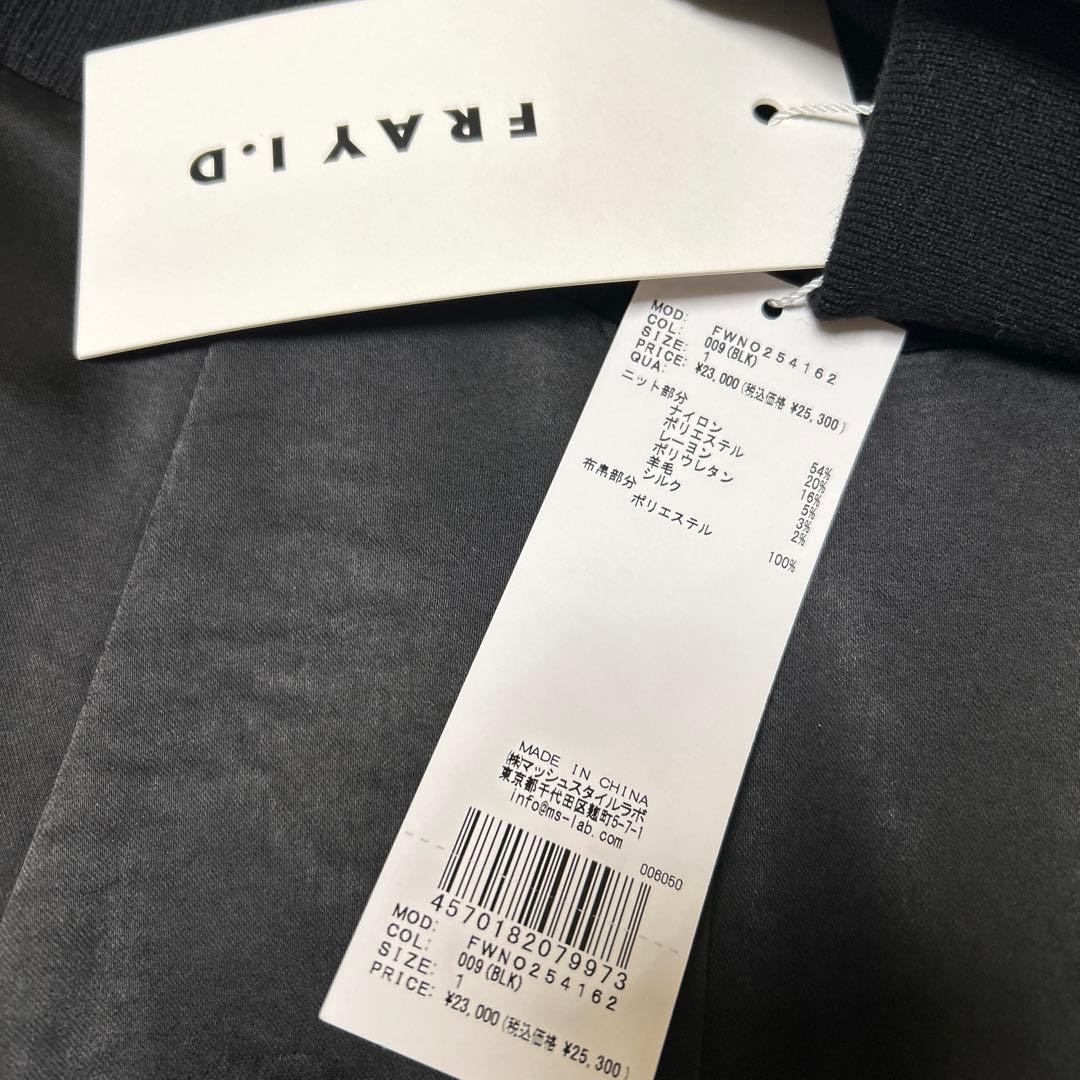 FRAY I.D
MOD: FWNO254162
COL: 009(BLK)
SIZE: 1
PRICE: ¥23,000(税込価格 ¥25,300)
QUA:
ニット部分
ナイロン 54%
ポリエステル 20%
レーヨン 16%
ポリウレタン 5%
羊毛 3%
シルク 2%
布帛部分
ポリエステル 100%
MADE IN CHINA
㈱マッシュスタイルラボ
東京都千代田区麹町5-7-1
info@ms-lab.com
006050
4570182079973
MOD: FWNO254162
COL: 009(BLK)
SIZE: 1
PRICE: ¥23,000(税込価格 ¥25,300)